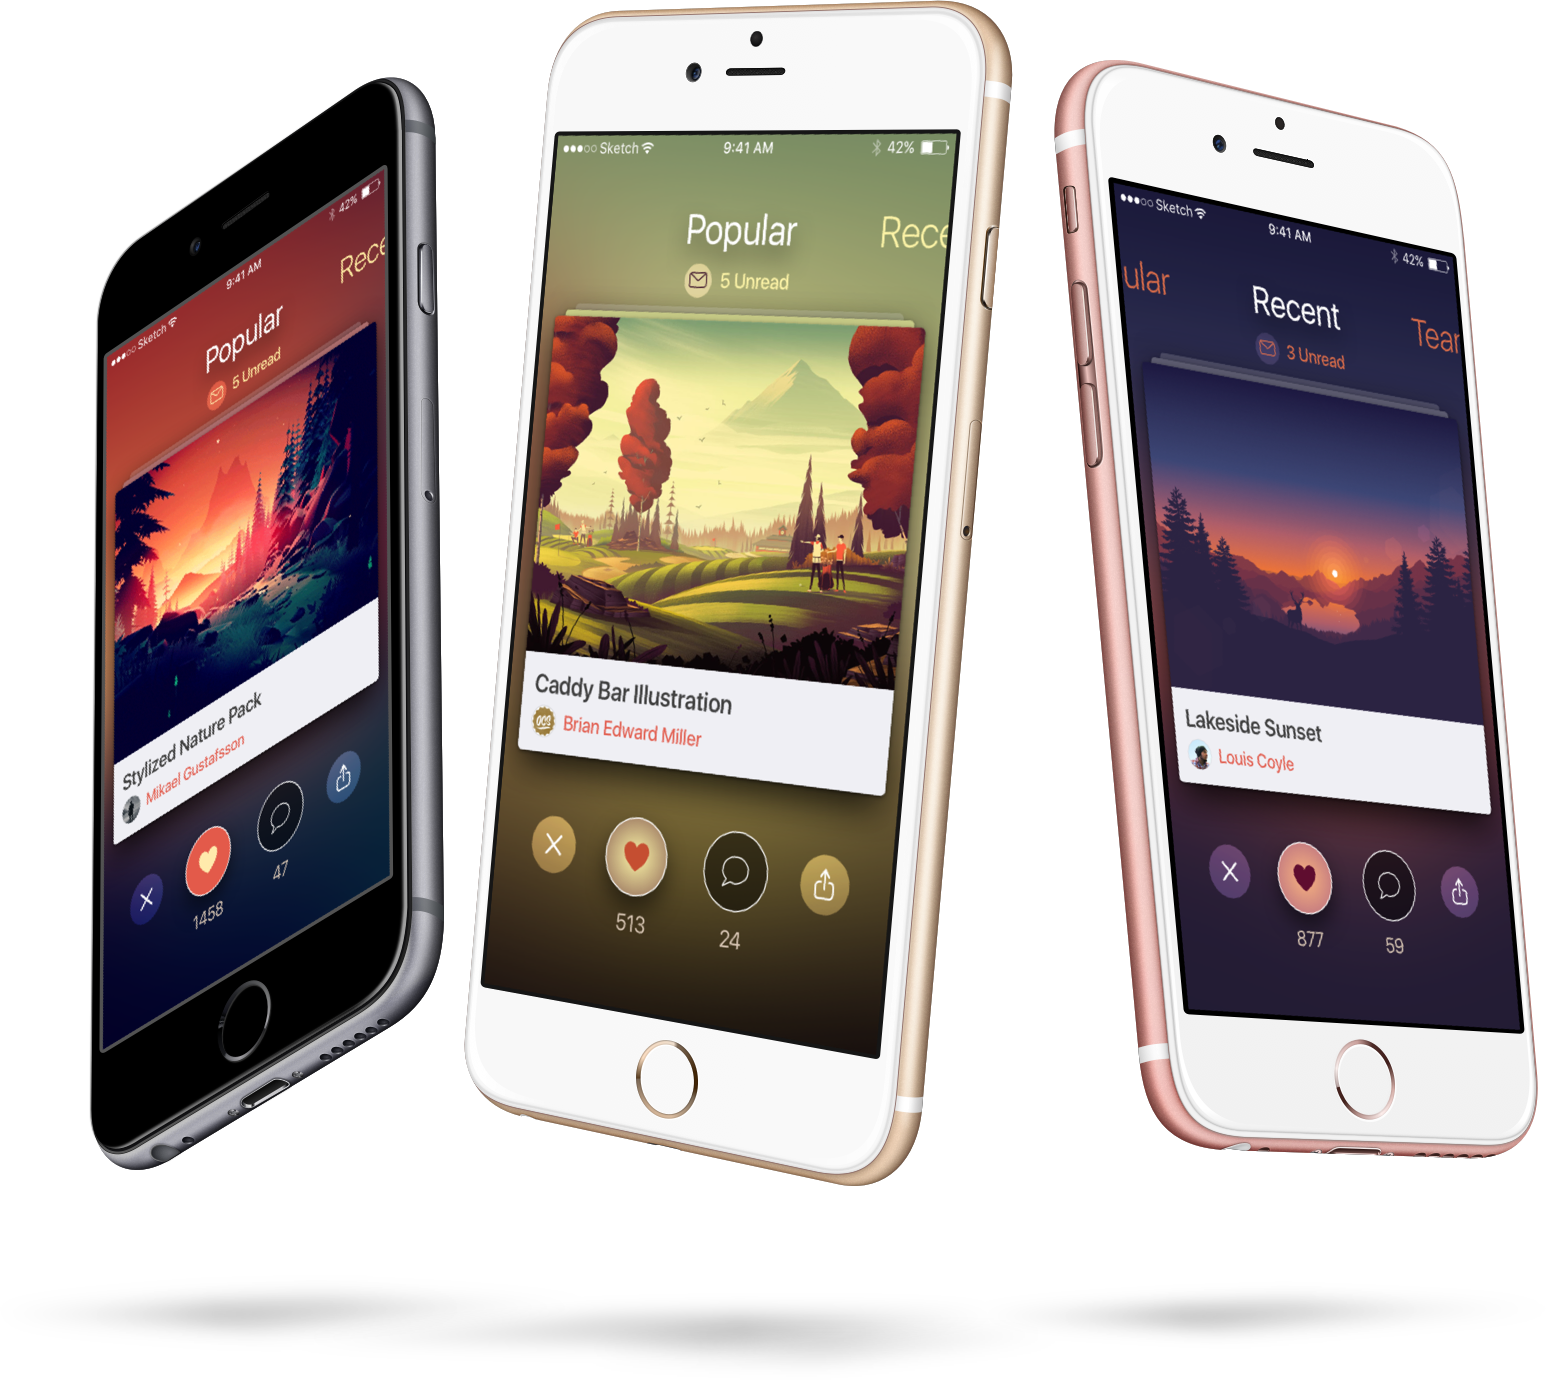 Sketch
9:41 AM
42%
Popular
Rece
5 Unread
Stylized Nature Pack
Mikael Gustafsson
1458
47
Sketch
9:41 AM
42%
Popular
Rece
5 Unread
Caddy Bar Illustration
Brian Edward Miller
513
24
Sketch
9:41 AM
42%
ular
Recent
Tear
3 Unread
Lakeside Sunset
Louis Coyle
877
59